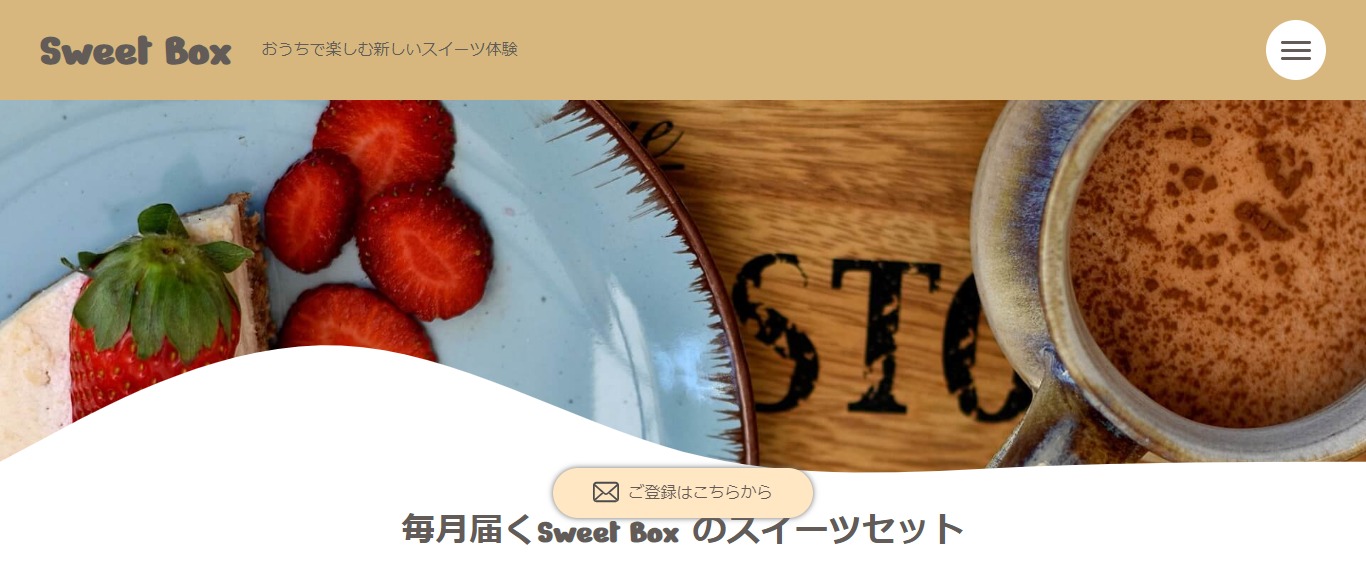 Sweet Box おうちで楽しむ新しいスイーツ体験
STO
ご登録はこちらから
毎月届くSweet Box のスイーツセット